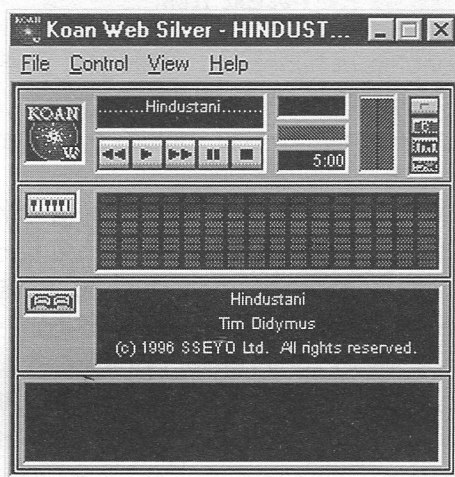 KOAN
Koan Web Silver - HINDUST...
File Control View Help
KOAN
W
.........Hindustani.........
5:00
Hindustani
Tim Didymus
(c) 1996 SSEYO Ltd. All rights reserved.